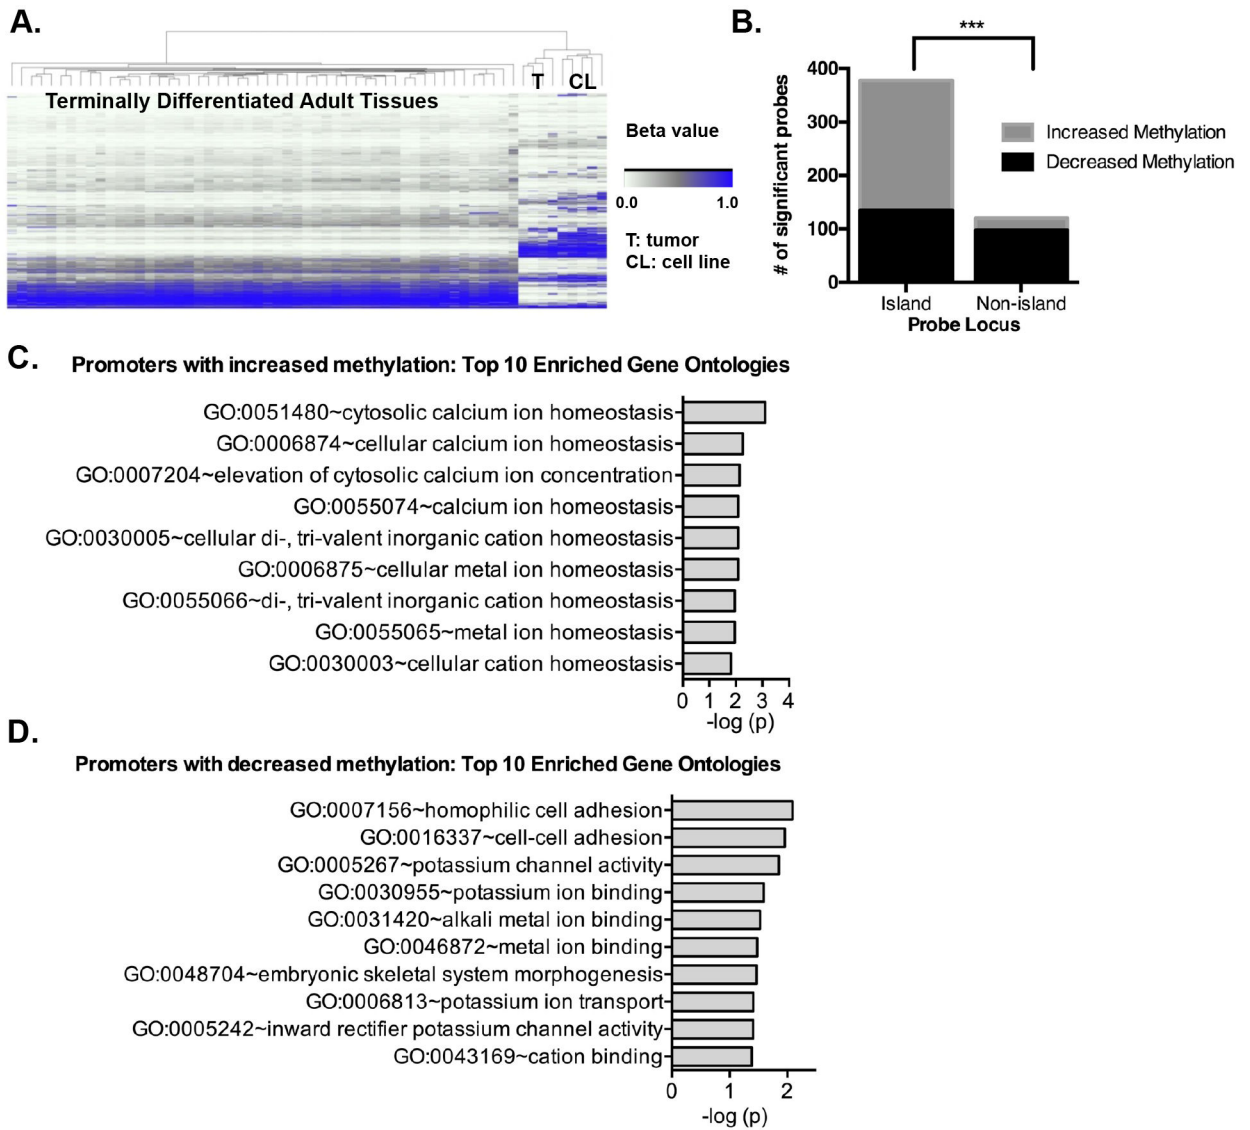 A.
T
CL
Terminally Differentiated Adult Tissues
Beta value
0.0 1.0
T: tumor
CL: cell line
B.
***
# of significant probes
400
300
200
100
0
Island Non-island
Probe Locus
Increased Methylation
Decreased Methylation
C.
Promoters with increased methylation: Top 10 Enriched Gene Ontologies
GO:0051480~cytosolic calcium ion homeostasis
GO:0006874~cellular calcium ion homeostasis
GO:0007204~elevation of cytosolic calcium ion concentration
GO:0055074~calcium ion homeostasis
GO:0030005~cellular di-, tri-valent inorganic cation homeostasis
GO:0006875~cellular metal ion homeostasis
GO:0055066~di-, tri-valent inorganic cation homeostasis
GO:0055065~metal ion homeostasis
GO:0030003~cellular cation homeostasis
0 1 2 3 4
-log (p)
D.
Promoters with decreased methylation: Top 10 Enriched Gene Ontologies
GO:0007156~homophilic cell adhesion
GO:0016337~cell-cell adhesion
GO:0005267~potassium channel activity
GO:0030955~potassium ion binding
GO:0031420~alkali metal ion binding
GO:0046872~metal ion binding
GO:0048704~embryonic skeletal system morphogenesis
GO:0006813~potassium ion transport
GO:0005242~inward rectifier potassium channel activity
GO:0043169~cation binding
0 1 2
-log (p)